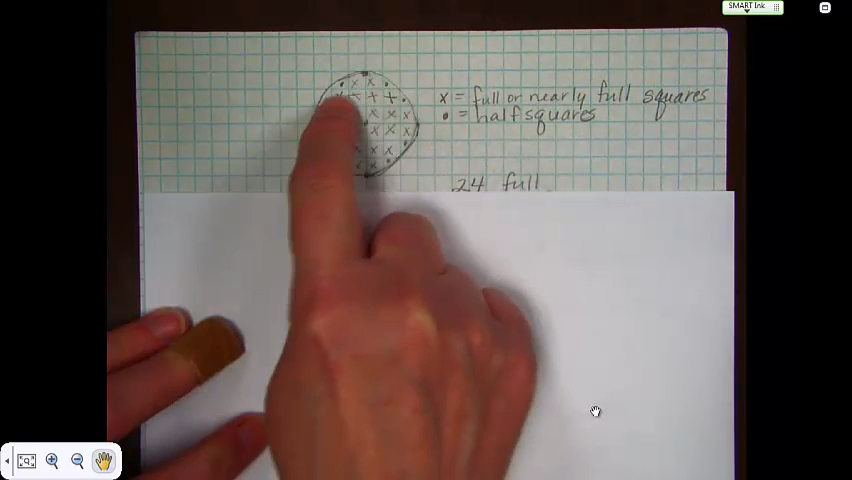 SMART Ink
x = full or nearly full squares
• = half squares
24 full